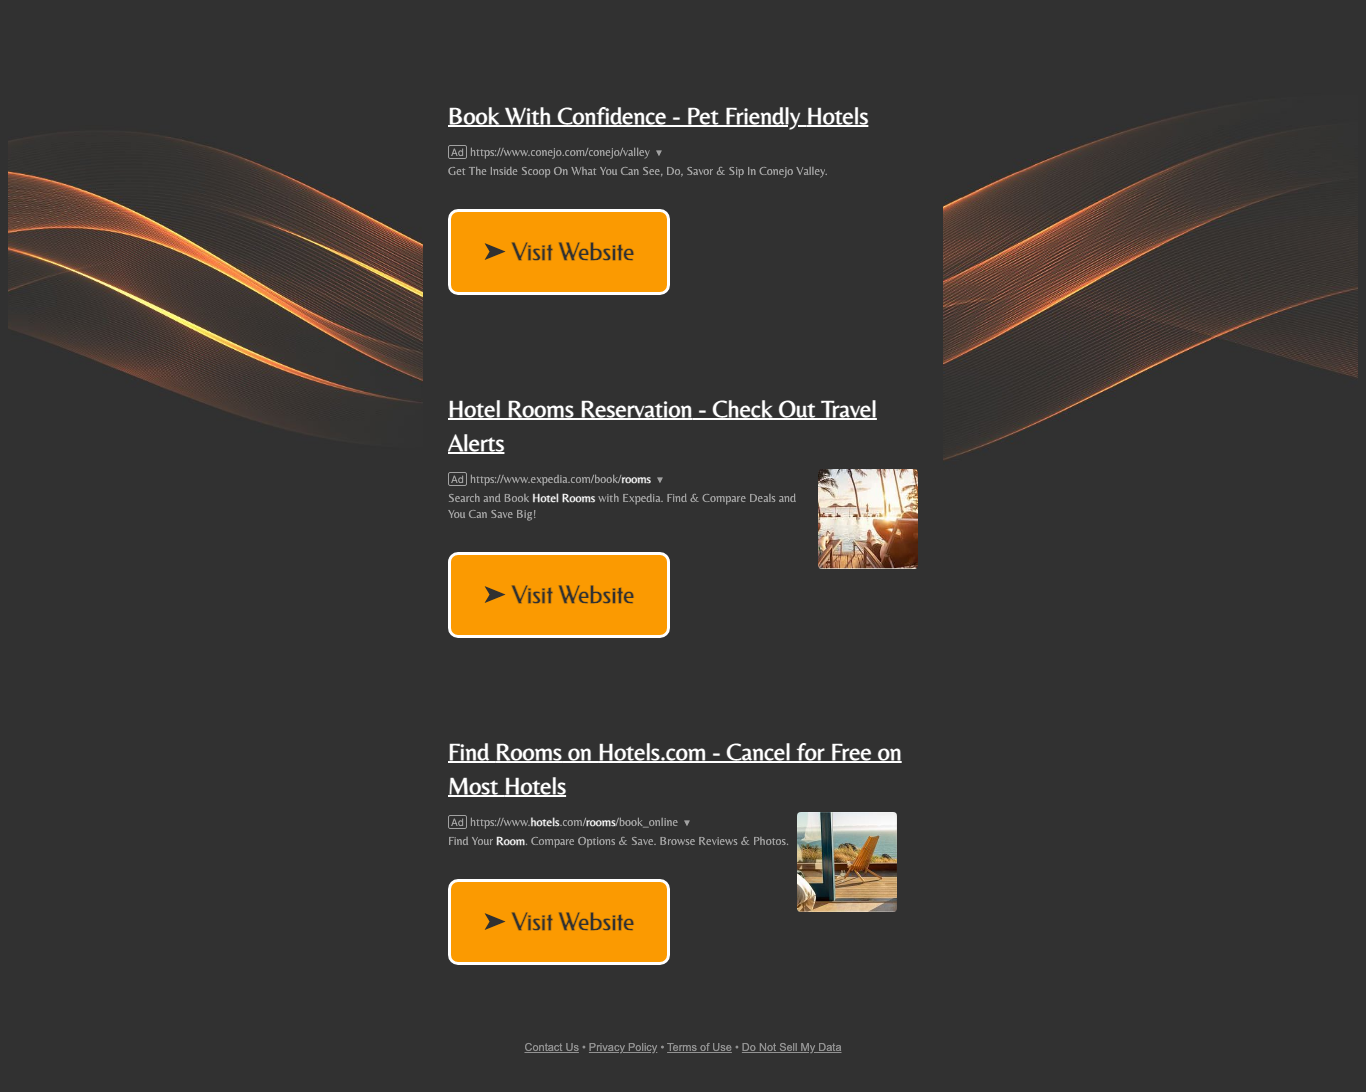 Book With Confidence - Pet Friendly Hotels
Ad https://www.conejo.com/conejo/valley ▼
Get The Inside Scoop On What You Can See, Do, Savor & Sip In Conejo Valley.
➤ Visit Website
Hotel Rooms Reservation - Check Out Travel
Alerts
Ad https://www.expedia.com/book/rooms ▼
Search and Book Hotel Rooms with Expedia. Find & Compare Deals and
You Can Save Big!
➤ Visit Website
Find Rooms on Hotels.com - Cancel for Free on
Most Hotels
Ad https://www.hotels.com/rooms/book_online ▼
Find Your Room. Compare Options & Save. Browse Reviews & Photos.
➤ Visit Website
Contact Us • Privacy Policy • Terms of Use • Do Not Sell My Data